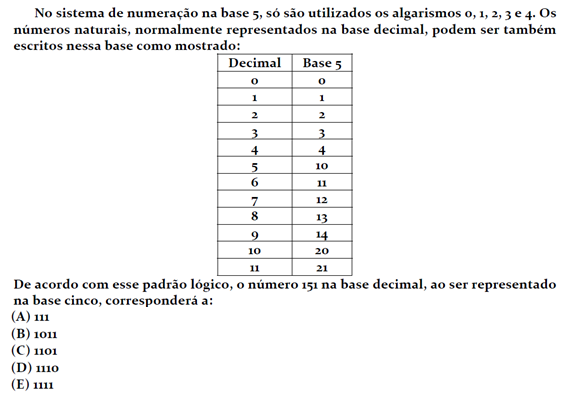 No sistema de numeração na base 5, só são utilizados os algarismos 0, 1, 2, 3 e 4. Os
números naturais, normalmente representados na base decimal, podem ser também
escritos nessa base como mostrado:
Decimal Base 5
0 0
1 1
2 2
3 3
4 4
5 10
6 11
7 12
8 13
9 14
10 20
11 21
De acordo com esse padrão lógico, o número 151 na base decimal, ao ser representado
na base cinco, corresponderá a:
(A) 111
(B) 1011
(C) 1101
(D) 1110
(E) 1111